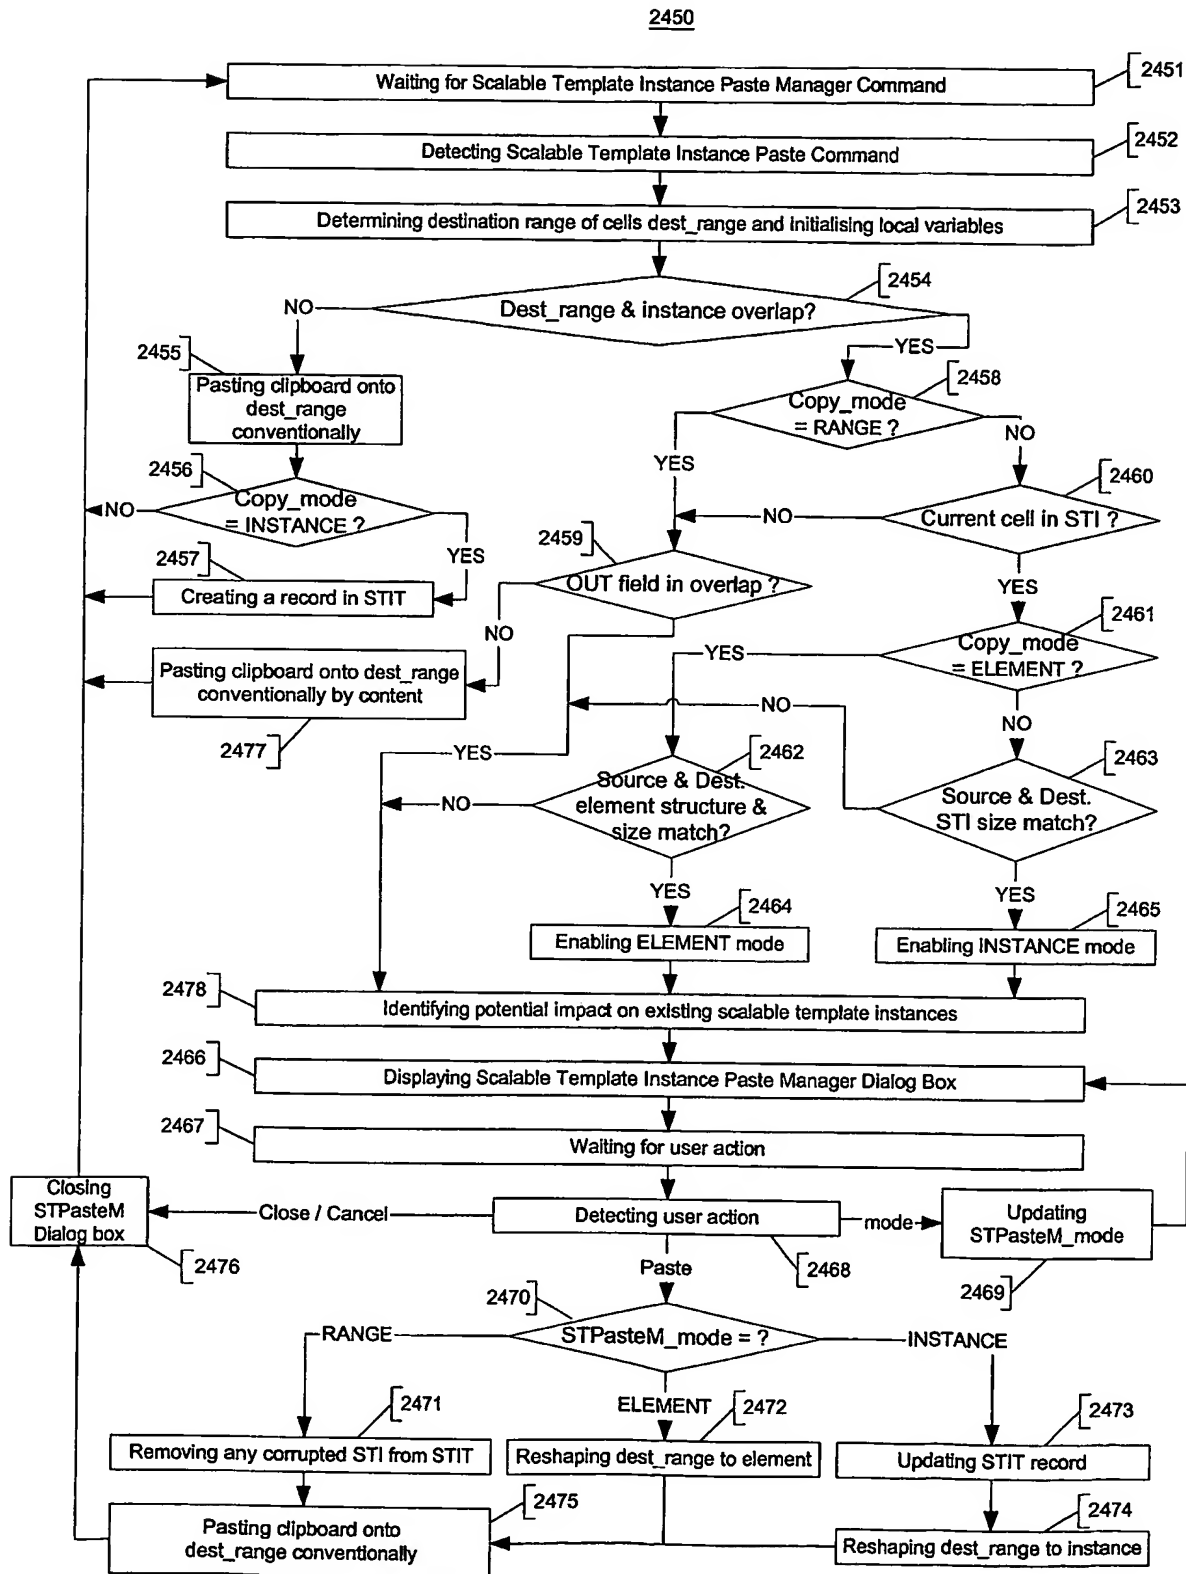 2450
Waiting for Scalable Template Instance Paste Manager Command
2451
Detecting Scalable Template Instance Paste Command
2452
Determining destination range of cells dest_range and initialising local variables
2453
2454
Dest_range & instance overlap?
NO
YES
2455
Pasting clipboard onto
dest_range
conventionally
2458
Copy_mode
= RANGE ?
NO
YES
2456
Copy_mode
= INSTANCE ?
NO
YES
2460
Current cell in STI ?
NO
YES
2457
Creating a record in STIT
2459
OUT field in overlap ?
NO
YES
2461
Copy_mode
= ELEMENT ?
YES
NO
Pasting clipboard onto dest_range
conventionally by content
2477
2462
Source & Dest.
element structure &
size match?
NO
YES
2463
Source & Dest.
STI size match?
NO
YES
2464
Enabling ELEMENT mode
2465
Enabling INSTANCE mode
2478
Identifying potential impact on existing scalable template instances
2466
Displaying Scalable Template Instance Paste Manager Dialog Box
2467
Waiting for user action
Closing
STPasteM
Dialog box
2476
Close / Cancel
Detecting user action
2468
mode
Updating
STPasteM_mode
2469
Paste
2470
STPasteM_mode = ?
RANGE
INSTANCE
ELEMENT
2471
Removing any corrupted STI from STIT
2472
Reshaping dest_range to element
2473
Updating STIT record
2475
Pasting clipboard onto
dest_range conventionally
2474
Reshaping dest_range to instance